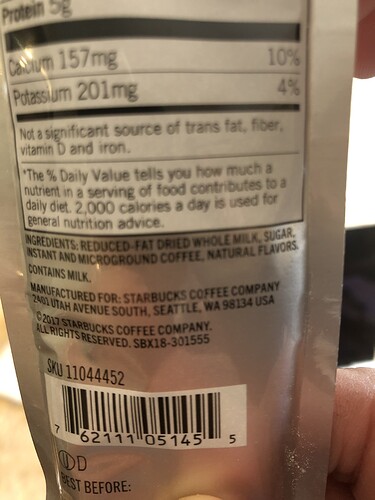 Protein 5g
Calcium 157mg 10%
Potassium 201mg 4%
Not a significant source of trans fat, fiber,
vitamin D and iron.
*The % Daily Value tells you how much a
nutrient in a serving of food contributes to a
daily diet. 2,000 calories a day is used for
general nutrition advice.
INGREDIENTS: REDUCED-FAT DRIED WHOLE MILK, SUGAR,
INSTANT AND MICROGROUND COFFEE, NATURAL FLAVORS.
CONTAINS MILK.
MANUFACTURED FOR: STARBUCKS COFFEE COMPANY
2401 UTAH AVENUE SOUTH, SEATTLE, WA 98134 USA
©2017 STARBUCKS COFFEE COMPANY.
ALL RIGHTS RESERVED. SBX18-301555
SKU 11044452
7 62111 05145 5
D
BEST BEFORE: